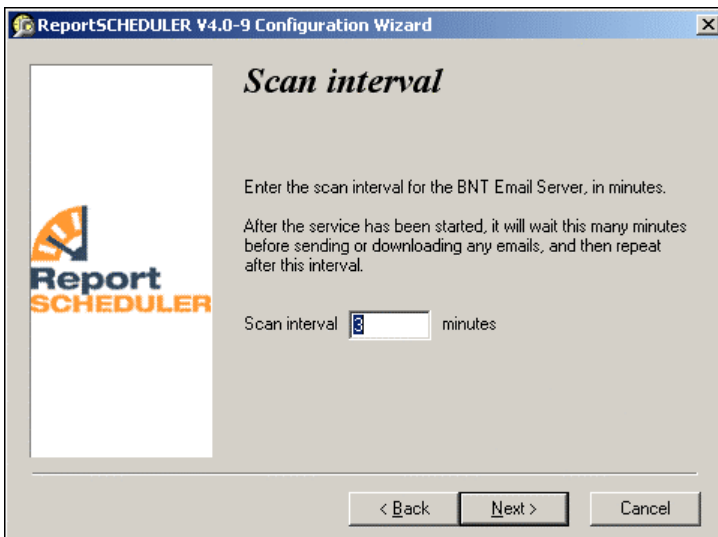 ReportSCHEDULER V4.0-9 Configuration Wizard
Scan interval
Enter the scan interval for the BNT Email Server, in minutes.
After the service has been started, it will wait this many minutes
before sending or downloading any emails, and then repeat
after this interval.
Report
SCHEDULER
Scan interval 3 minutes
< Back Next > Cancel